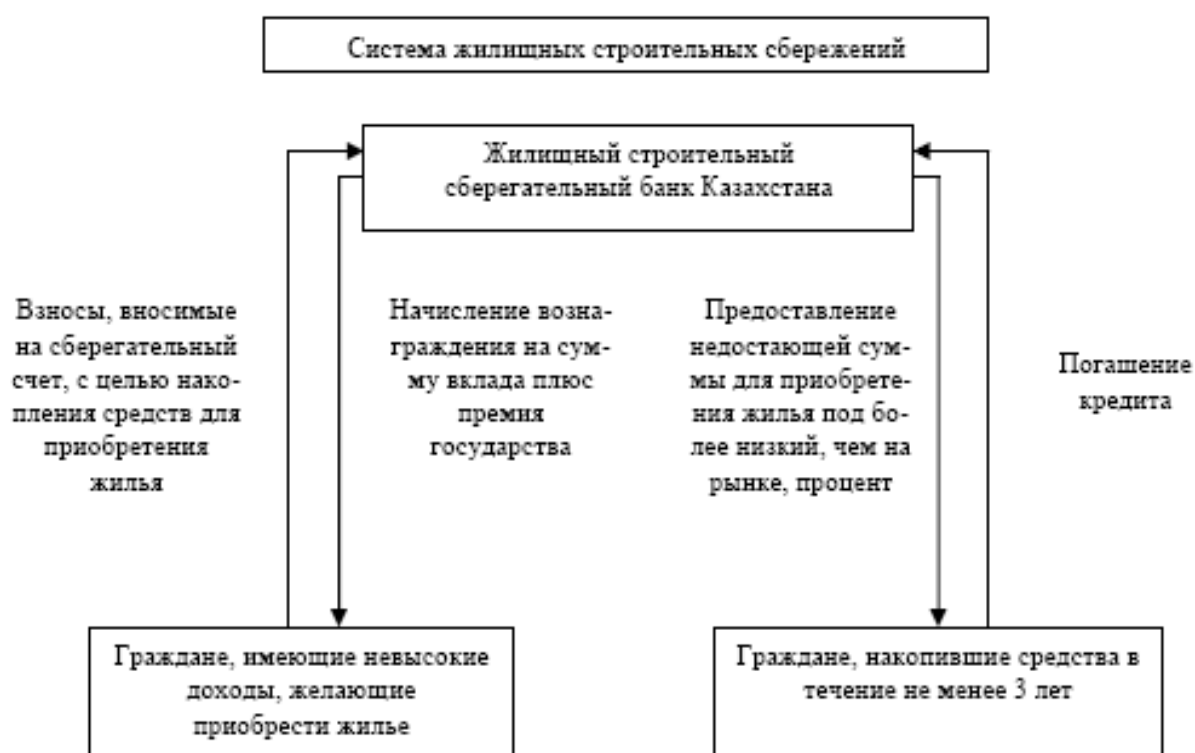 Система жилищных строительных сбережений
Жилищный строительный
сберегательный банк Казахстана
Взносы, вносимые
на сберегательный
счет, с целью нако-
пления средств для
приобретения
жилья
Начисление возна-
граждения на сум-
му вклада плюс
премия
государства
Предоставление
недостающей сум-
мы для приобрете-
ния жилья под бо-
лее низкий, чем на
рынке, процент
Погашение
кредита
Граждане, имеющие невысокие
доходы, желающие
приобрести жилье
Граждане, накопившие средства в
течение не менее 3 лет